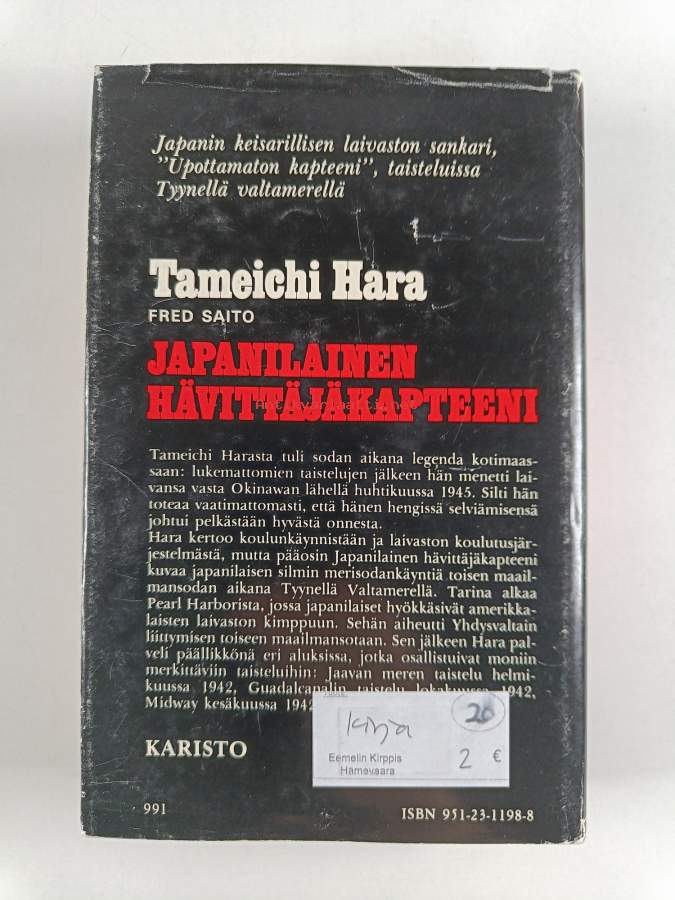 Japanin keisarillisen laivaston sankari,
"Upottamaton kapteeni", taisteluissa
Tyynellä valtamerellä
Tameichi Hara
FRED SAITO
JAPANILAINEN
HÄVITTÄJÄKAPTEENI
Antikvariaatti.net
Tameichi Harasta tuli sodan aikana legenda kotimaas-
saan: lukemattomien taistelujen jälkeen hän menetti lai-
vansa vasta Okinawan lähellä huhtikuussa 1945. Silti hän
toteaa vaatimattomasti, että hänen hengissä selviämisensä
johtui pelkästään hyvästä onnesta.
Hara kertoo koulunkäynnistään ja laivaston koulutusjär-
jestelmästä, mutta pääosin Japanilainen hävittäjäkapteeni
kuvaa japanilaisen silmin merisodankäyntiä toisen maail-
mansodan aikana Tyynellä Valtamerellä. Tarina alkaa
Pearl Harborista, jossa japanilaiset hyökkäsivät amerikka-
laisten laivaston kimppuun. Sehän aiheutti Yhdysvaltain
liittymisen toiseen maailmansotaan. Sen jälkeen Hara pal-
veli päällikkönä eri aluksissa, jotka osallistuivat moniin
merkittäviin taisteluihin: Jaavan meren taistelu helmi-
kuussa 1942, Guadalcanalin taistelu lokakuussa 1942,
Midway kesäkuussa 1942
kirja
20
Eemelin Kirppis
Hämevaara
2 €
KARISTO
991
ISBN 951-23-1198-8